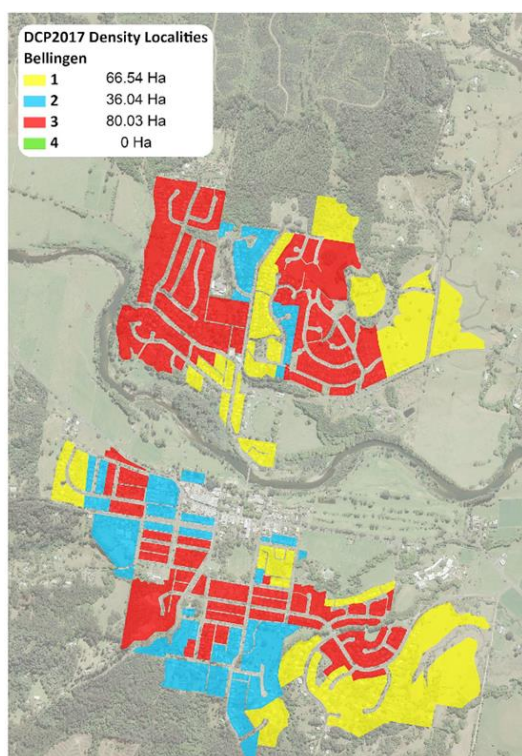 DCP2017 Density Localities
Bellingen
1 66.54 Ha
2 36.04 Ha
3 80.03 Ha
4 0 Ha